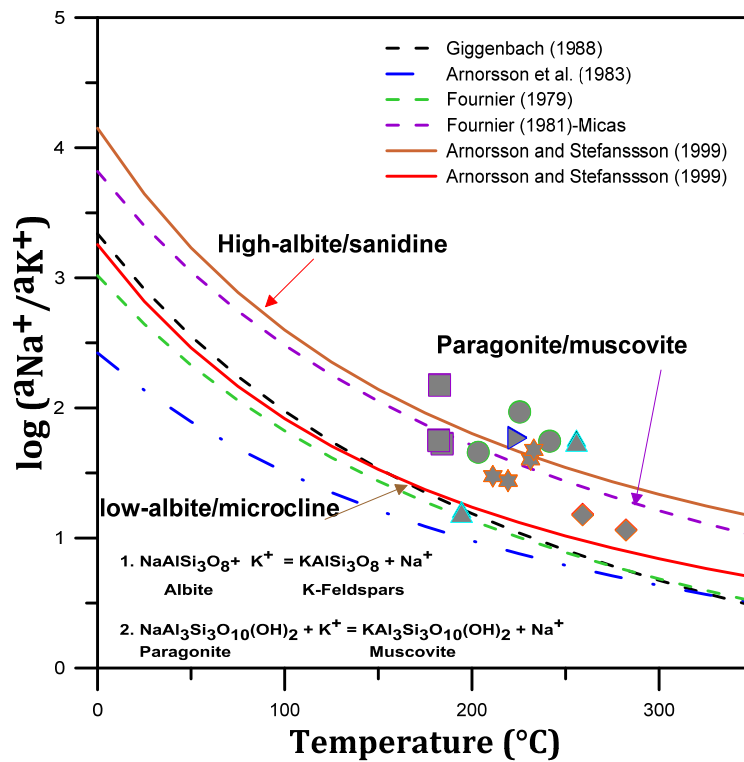 5
4
3
2
1
0
log (aNa+/aK+)
Giggenbach (1988)
Arnorsson et al. (1983)
Fournier (1979)
Fournier (1981)-Micas
Arnorsson and Stefanssson (1999)
Arnorsson and Stefanssson (1999)
High-albite/sanidine
Paragonite/muscovite
low-albite/microcline
1. NaAlSi3O8+ K+ = KAlSi3O8 + Na+
Albite K-Feldspars
2. NaAl3Si3O10(OH)2 + K+ = KAl3Si3O10(OH)2 + Na+
Paragonite Muscovite
0 100 200 300
Temperature (°C)